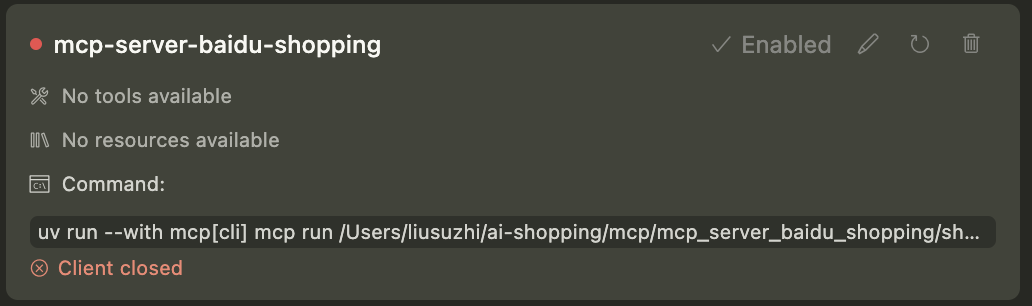 mcp-server-baidu-shopping
Enabled
No tools available
No resources available
Command:
uv run --with mcp[cli] mcp run /Users/liusuzhi/ai-shopping/mcp/mcp_server_baidu_shopping/sh...
Client closed